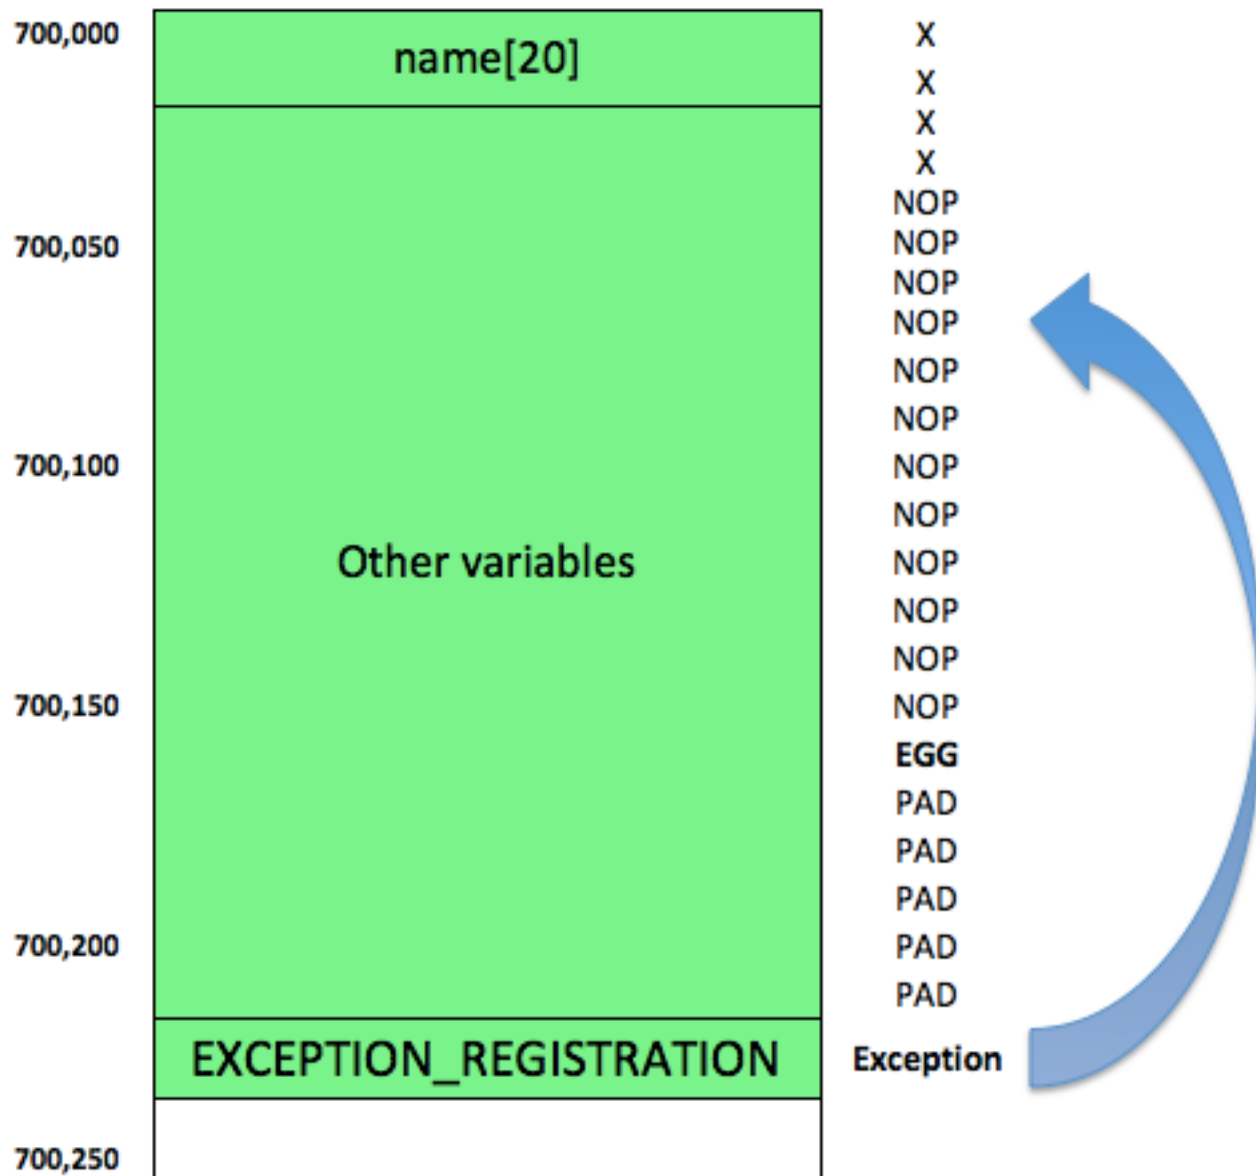 700,000
name[20]
X
X
X
X
NOP
700,050
NOP
NOP
NOP
NOP
NOP
700,100
NOP
NOP
Other variables
NOP
NOP
NOP
700,150
NOP
EGG
PAD
PAD
PAD
700,200
PAD
PAD
EXCEPTION_REGISTRATION
Exception
700,250